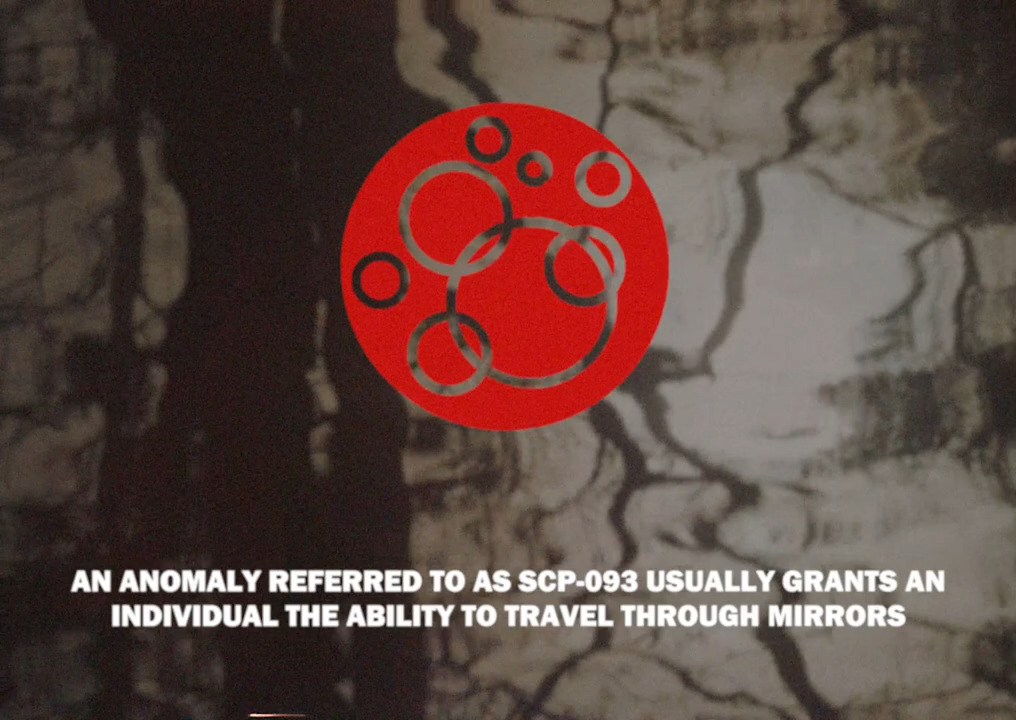 AN ANOMALY REFERRED TO AS SCP-093 USUALLY GRANTS AN
INDIVIDUAL THE ABILITY TO TRAVEL THROUGH MIRRORS